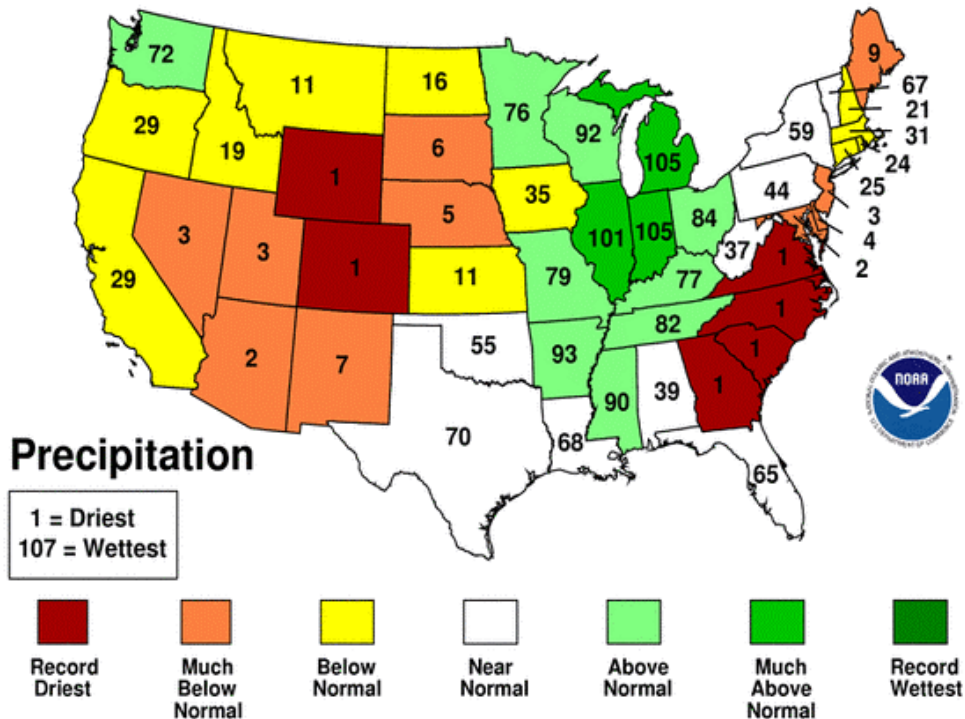 9
72
67
11
16
76
21
29
92
59
31
19
6
105
24
1
35
44
25
5
84
3
3
101
105
4
3
37
1
2
1
29
11
79
77
1
82
55
93
1
2
7
1
90
39
NOAA
70
68
65
Precipitation
1 = Driest
107 = Wettest
Record
Driest
Much
Below
Normal
Below
Normal
Near
Normal
Above
Normal
Much
Above
Normal
Record
Wettest